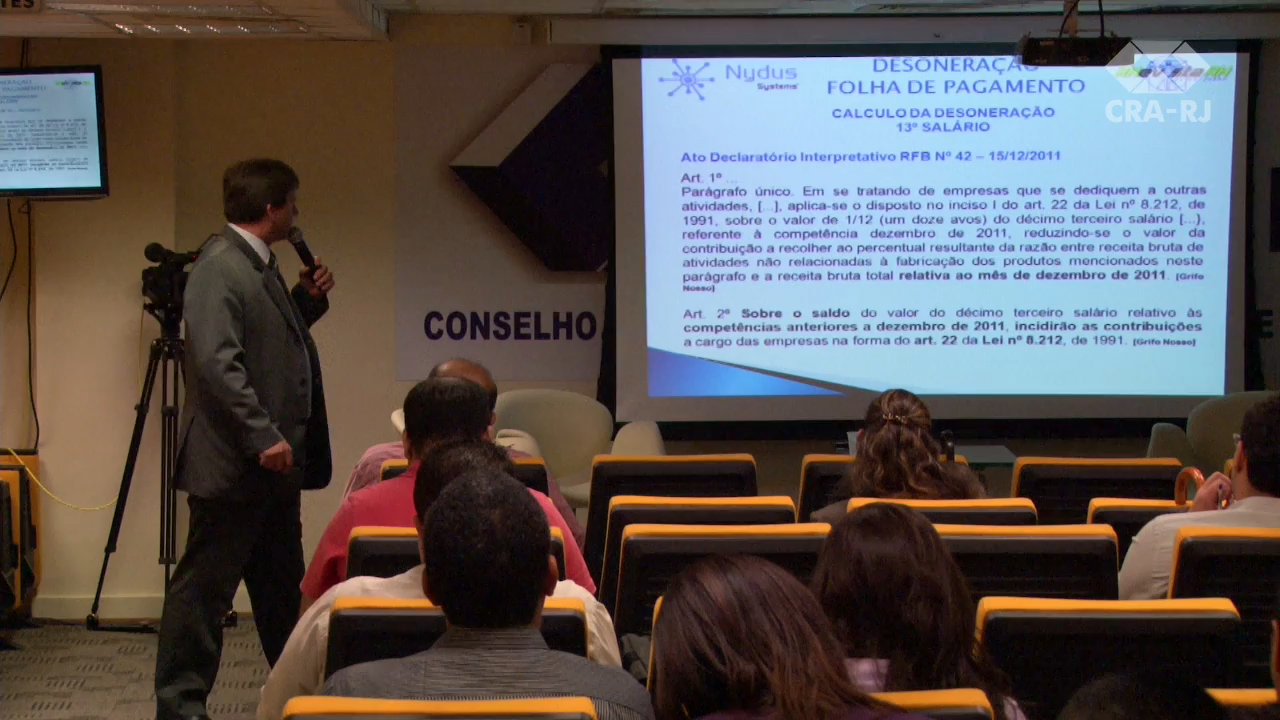 Nydus
Systems
DESONERAÇÃO
FOLHA DE PAGAMENTO
CALCULO DA DESONERAÇÃO
13º SALÁRIO
CRA-RJ
Ato Declaratório Interpretativo RFB Nº 42 – 15/12/2011
Art. 1º ...
Parágrafo único. Em se tratando de empresas que se dediquem a outras
atividades, [...], aplica-se o disposto no inciso I do art. 22 da Lei nº 8.212, de
1991, sobre o valor de 1/12 (um doze avos) do décimo terceiro salário [...],
referente à competência dezembro de 2011, reduzindo-se o valor da
contribuição a recolher ao percentual resultante da razão entre receita bruta de
atividades não relacionadas à fabricação dos produtos mencionados neste
parágrafo e a receita bruta total relativa ao mês de dezembro de 2011. [Grifo
Nosso]
Art. 2º Sobre o saldo do valor do décimo terceiro salário relativo às
competências anteriores a dezembro de 2011, incidirão as contribuições
a cargo das empresas na forma do art. 22 da Lei nº 8.212, de 1991. [Grifo Nosso]
CONSELHO